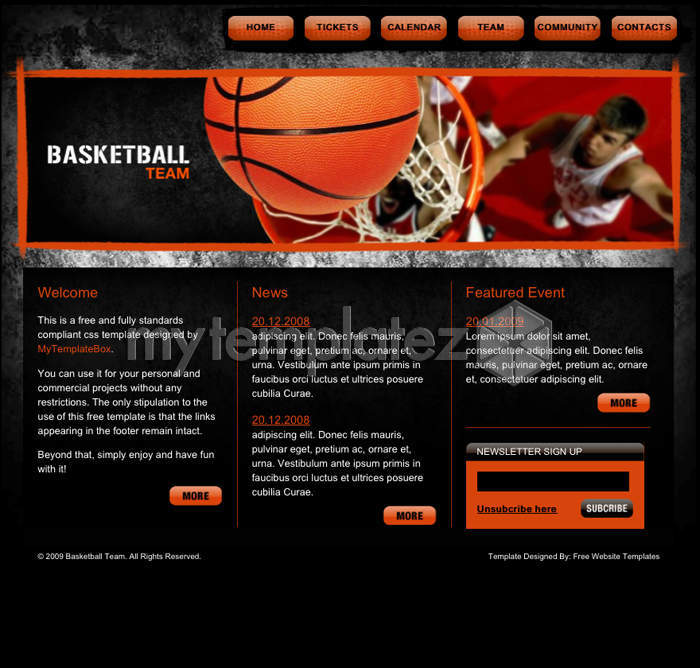 HOME TICKETS CALENDAR TEAM COMMUNITY CONTACTS
BASKETBALL
TEAM
Welcome
This is a free and fully standards
compliant css template designed by
MyTemplateBox.
You can use it for your personal and
commercial projects without any
restrictions. The only stipulation to the
use of this free template is that the links
appearing in the footer remain intact.
Beyond that, simply enjoy and have fun
with it!
MORE
News
20.12.2008
adipiscing elit. Donec felis mauris,
pulvinar eget, pretium ac, ornare et,
urna. Vestibulum ante ipsum primis in
faucibus orci luctus et ultrices posuere
cubilia Curae.
20.12.2008
adipiscing elit. Donec felis mauris,
pulvinar eget, pretium ac, ornare et,
urna. Vestibulum ante ipsum primis in
faucibus orci luctus et ultrices posuere
cubilia Curae.
MORE
Featured Event
20.01.2009
Lorem ipsum dolor sit amet,
consectetuer adipiscing elit. Donec felis
mauris, pulvinar eget, pretium ac, ornare
et, consectetuer adipiscing elit.
MORE
NEWSLETTER SIGN UP
Unsubcribe here
SUBCRIBE
mytemplatez
© 2009 Basketball Team. All Rights Reserved.
Template Designed By: Free Website Templates